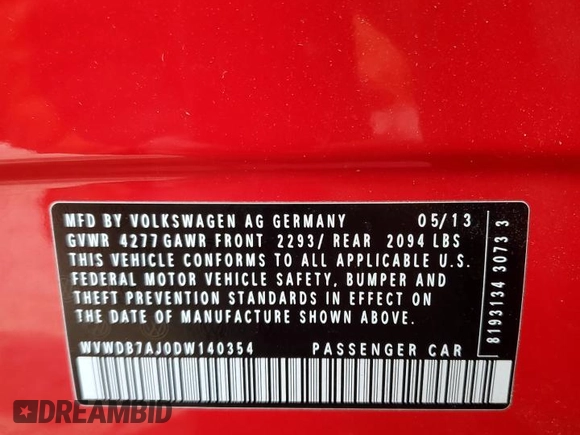 MFD BY VOLKSWAGEN AG GERMANY 05/13
GVWR 4277 GAWR FRONT 2293/ REAR 2094 LBS
THIS VEHICLE CONFORMS TO ALL APPLICABLE U.S.
FEDERAL MOTOR VEHICLE SAFETY, BUMPER AND
THEFT PREVENTION STANDARDS IN EFFECT ON
THE DATE OF MANUFACTURE SHOWN ABOVE.
WVWDB7AJ0DW140354 PASSENGER CAR
8193134 3073 3
DREAMBID